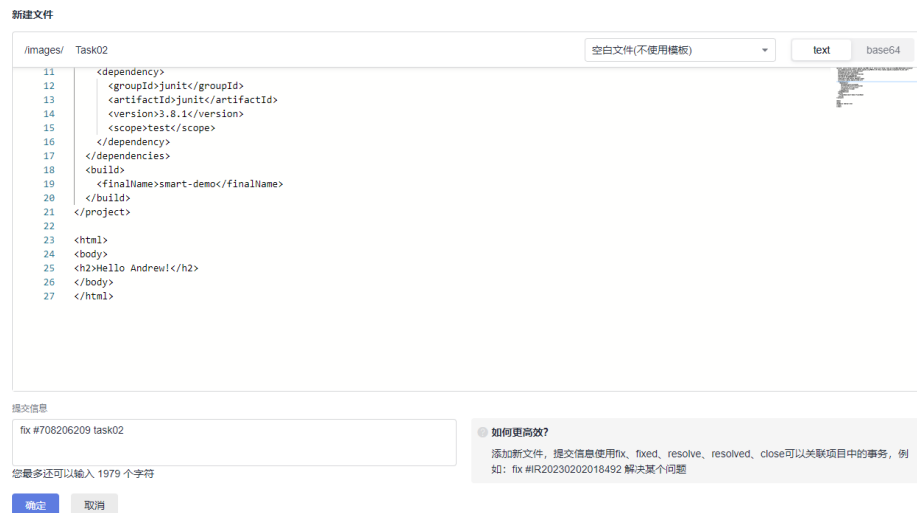 新建文件
/images/ Task02 空白文件(不使用模板) text base64
11 <dependency>
12 <groupId>junit</groupId>
13 <artifactId>junit</artifactId>
14 <version>3.8.1</version>
15 <scope>test</scope>
16 </dependency>
17 </dependencies>
18 <build>
19 <finalName>smart-demo</finalName>
20 </build>
21 </project>
22
23 <html>
24 <body>
25 <h2>Hello Andrew!</h2>
26 </body>
27 </html>
提交信息
fix #708206209 task02
您最多还可以输入 1979 个字符
如何更高效?
添加新文件，提交信息使用fix、fixed、resolve、resolved、close可以关联项目中的事务，例
如：fix #IR20230202018492 解决某个问题
确定 取消